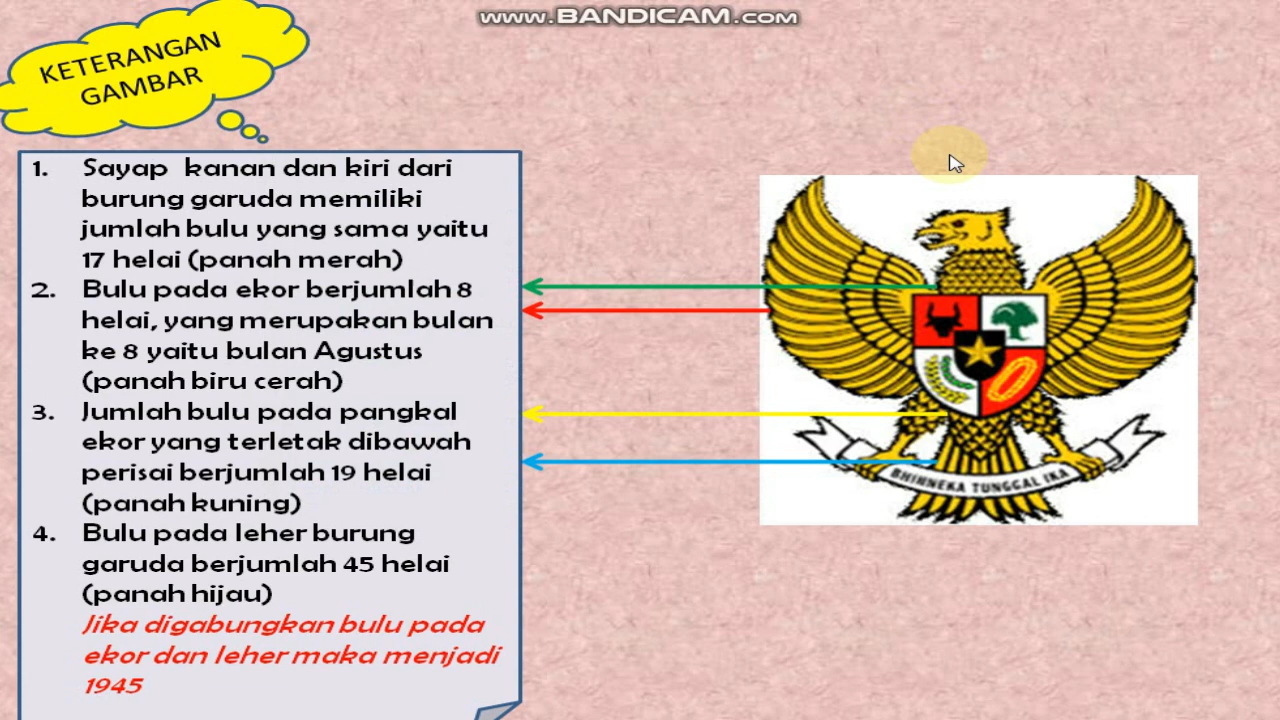 www.BANDICAM.com
KETERANGAN
GAMBAR
1. Sayap kanan dan kiri dari
burung garuda memiliki
jumlah bulu yang sama yaitu
17 helai (panah merah)
2. Bulu pada ekor berjumlah 8
helai, yang merupakan bulan
ke 8 yaitu bulan Agustus
(panah biru cerah)
3. Jumlah bulu pada pangkal
ekor yang terletak dibawah
perisai berjumlah 19 helai
(panah kuning)
4. Bulu pada leher burung
garuda berjumlah 45 helai
(panah hijau)
Jika digabungkan bulu pada
ekor dan leher maka menjadi
1945
BHINNEKA TUNGGAL IKA